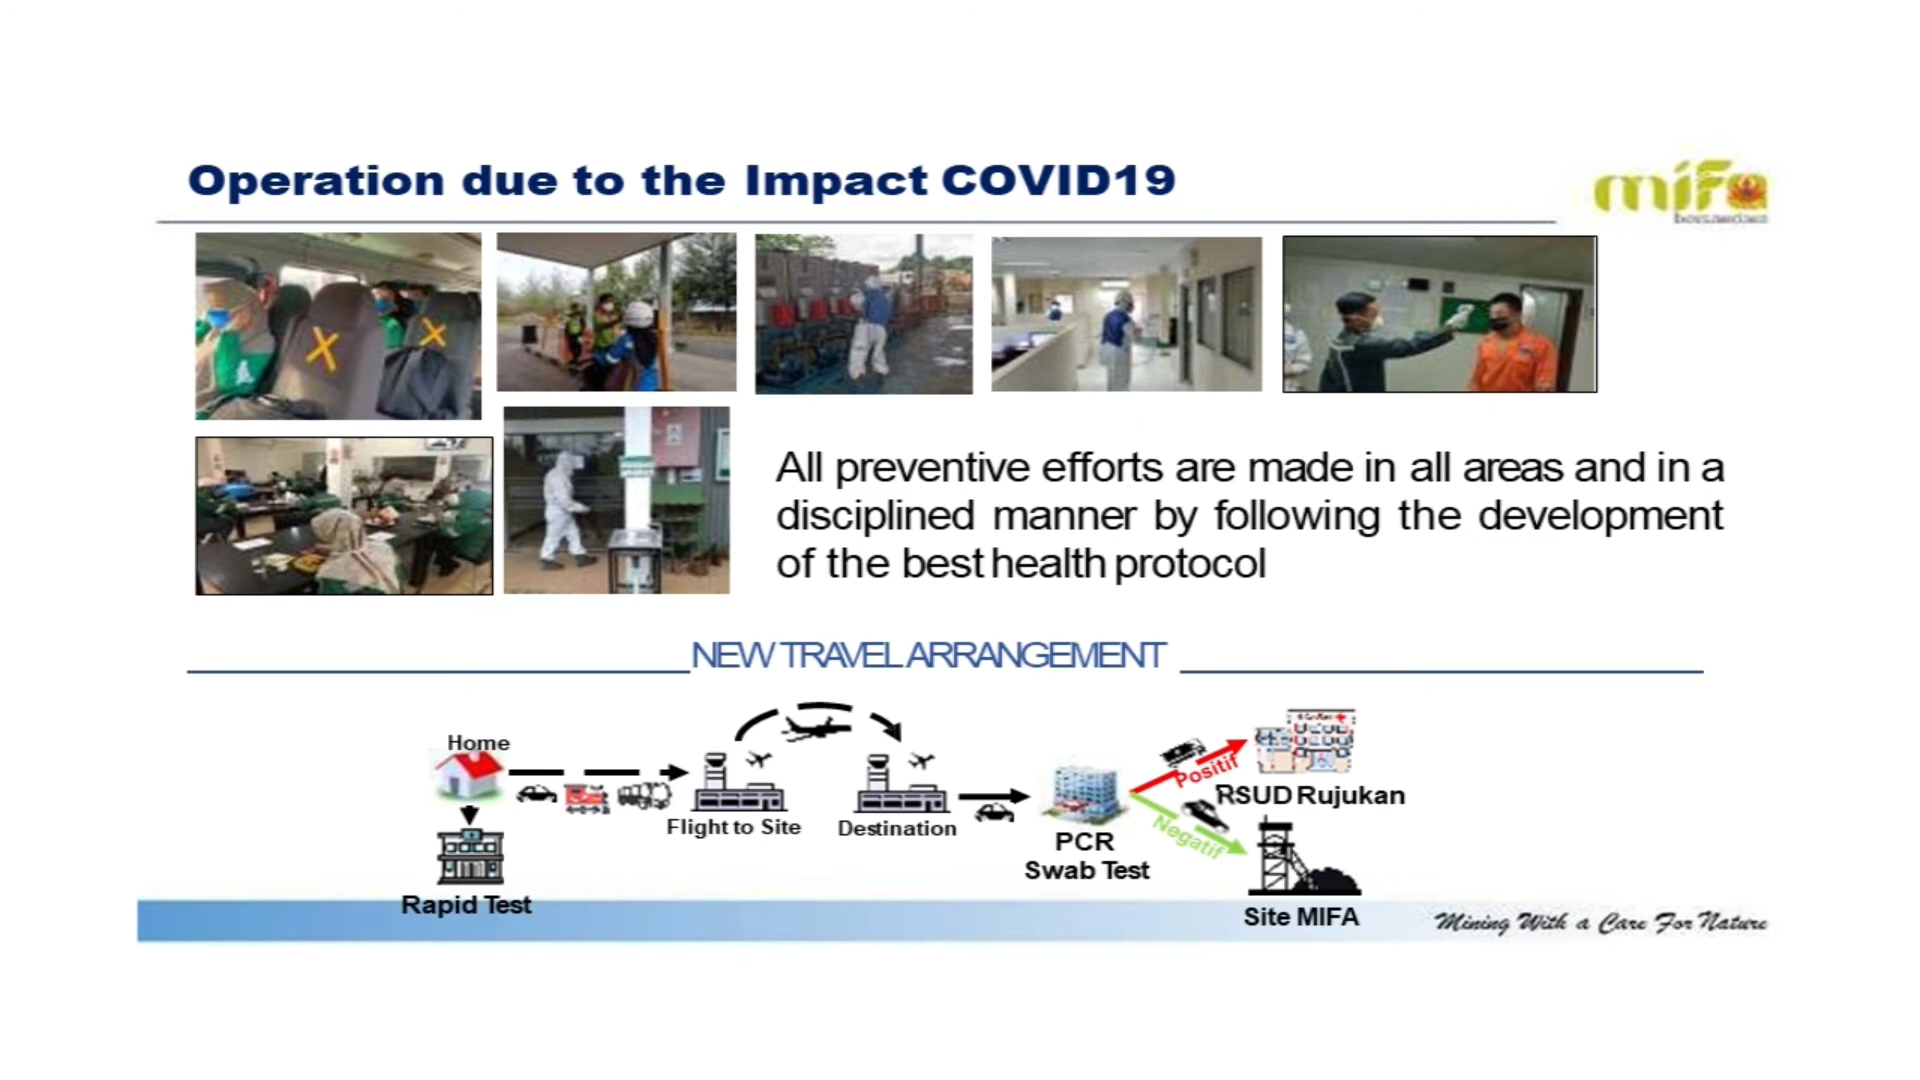 Operation due to the Impact COVID19
mifa
All preventive efforts are made in all areas and in a
disciplined manner by following the development
of the best health protocol
NEW TRAVEL ARRANGEMENT
Home
Rapid Test
Flight to Site
Destination
PCR
Swab Test
Positif
RSUD Rujukan
Negatif
Site MIFA
Mining With a Care For Nature